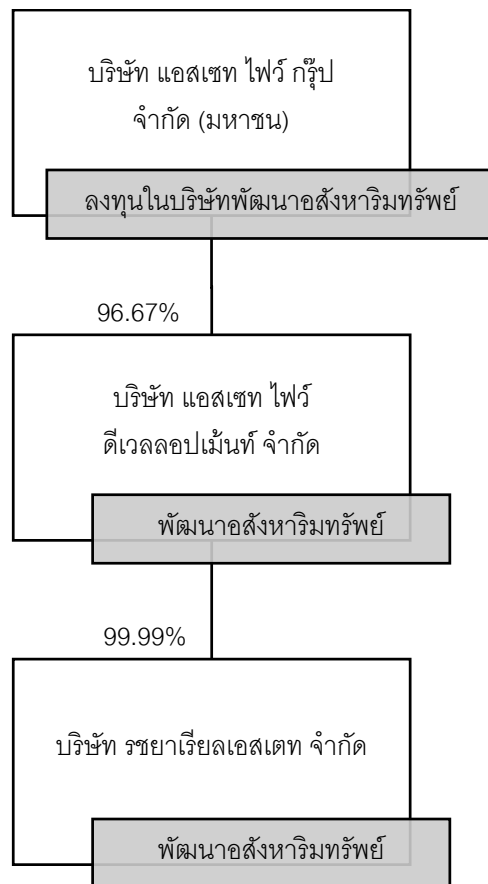 บริษัท แอสเซท ไฟว์ กรุ๊ป
จำกัด (มหาชน)
ลงทุนในบริษัทพัฒนาอสังหาริมทรัพย์
96.67%
บริษัท แอสเซท ไฟว์
ดีเวลลอปเม้นท์ จำกัด
พัฒนาอสังหาริมทรัพย์
99.99%
บริษัท รชยาเรียลเอสเตท จำกัด
พัฒนาอสังหาริมทรัพย์